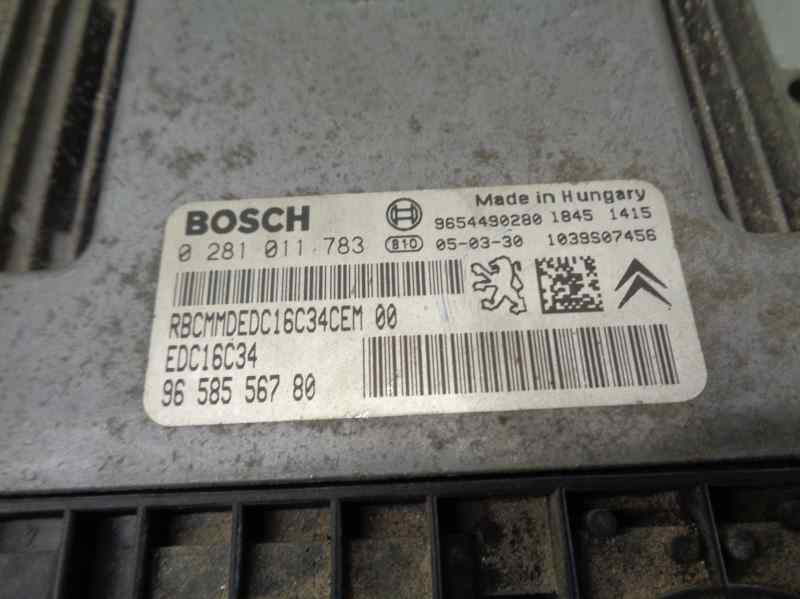 BOSCH
Made in Hungary
9654490280 1845 1415
0 281 011 783
810
05-03-30 1039S07456
RBCMMDEDC16C34CEM 00
EDC16C34
96 585 567 80